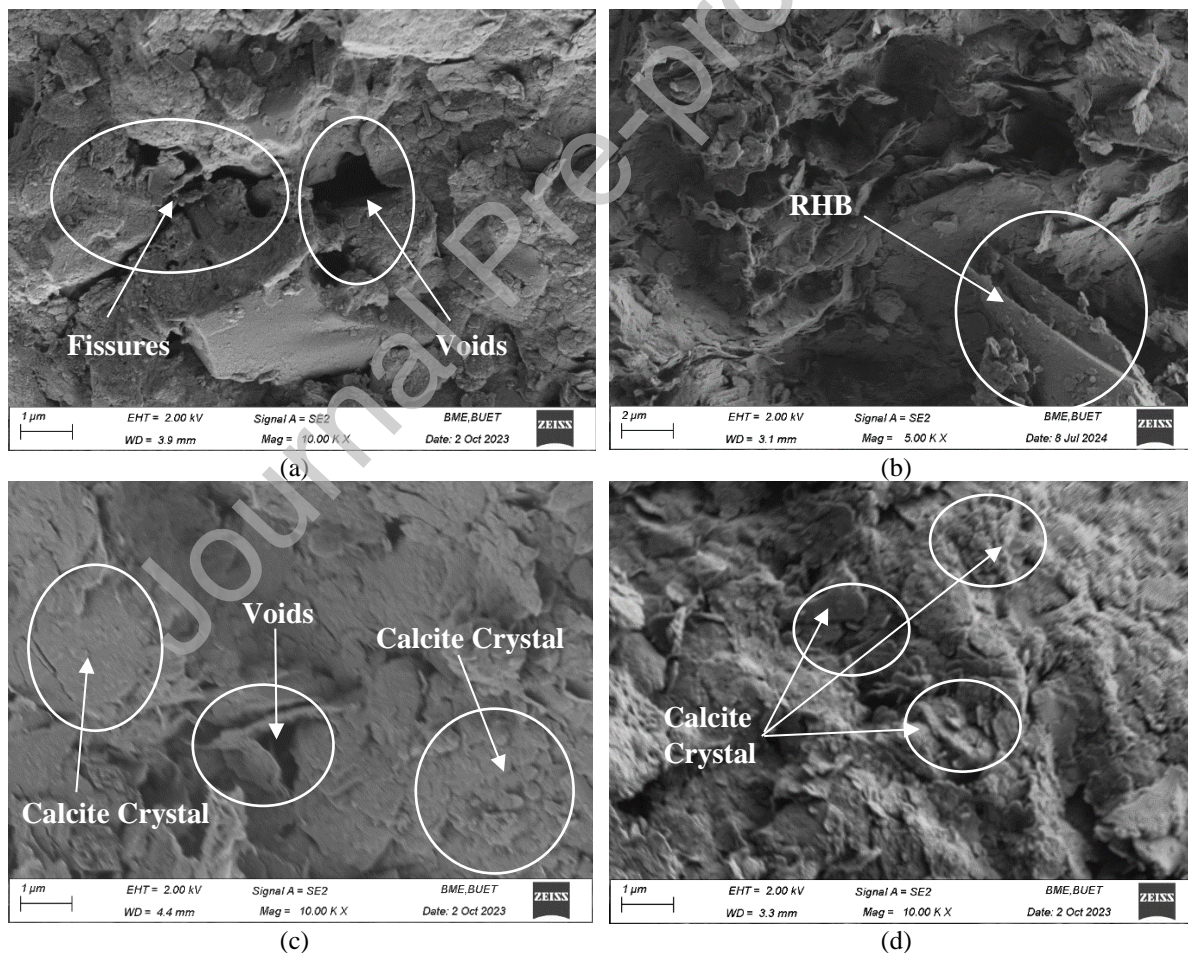 Journal Pre-pro
Fissures
Voids
1 µm
EHT = 2.00 kV
Signal A = SE2
BME,BUET
WD = 3.9 mm
Mag = 10.00 K X
Date: 2 Oct 2023
ZEISS
(a)
RHB
2 µm
EHT = 2.00 kV
Signal A = SE2
BME,BUET
WD = 3.1 mm
Mag = 5.00 K X
Date: 8 Jul 2024
ZEISS
(b)
Voids
Calcite Crystal
Calcite Crystal
1 µm
EHT = 2.00 kV
Signal A = SE2
BME,BUET
WD = 4.4 mm
Mag = 10.00 K X
Date: 2 Oct 2023
ZEISS
(c)
Calcite
Crystal
1 µm
EHT = 2.00 kV
Signal A = SE2
BME,BUET
WD = 3.3 mm
Mag = 10.00 K X
Date: 2 Oct 2023
ZEISS
(d)